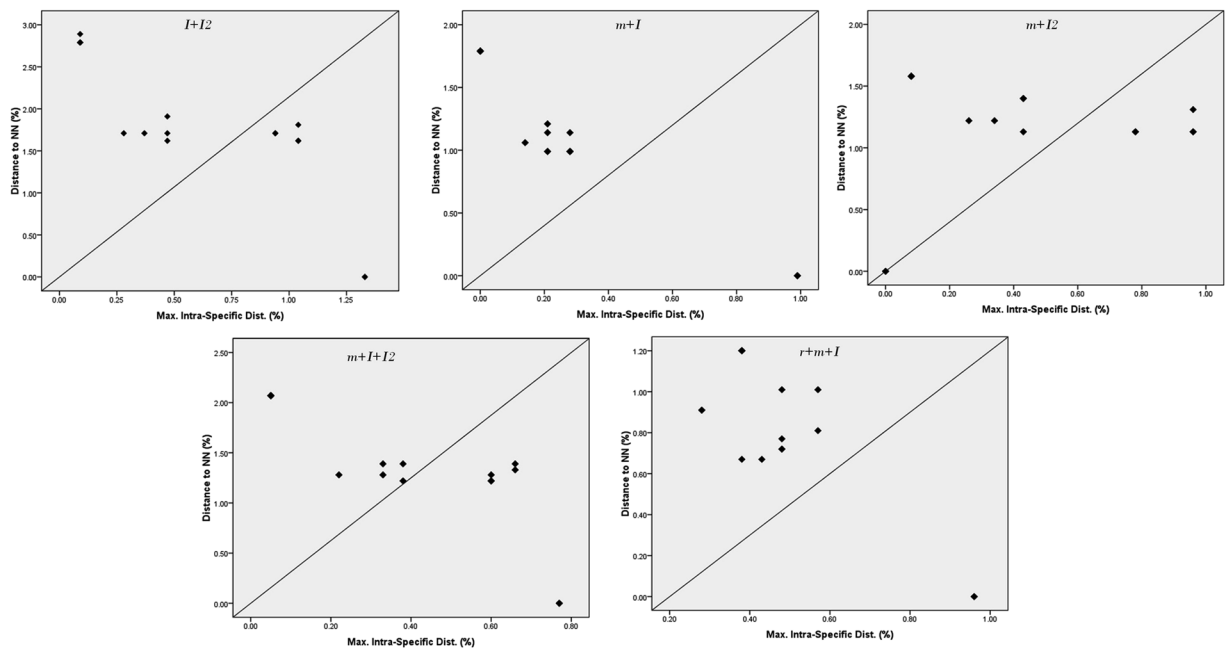 I+I2
3.00
2.50
2.00
1.50
1.00
0.50
0.00
Distance to NN (%)
0.00 0.25 0.50 0.75 1.00 1.25
Max. Intra-Specific Dist. (%)
m+I
2.00
1.50
1.00
0.50
0.00
Distance to NN (%)
0.00 0.20 0.40 0.60 0.80 1.00
Max. Intra-Specific Dist. (%)
m+I2
2.00
1.50
1.00
0.50
0.00
Distance to NN (%)
0.00 0.20 0.40 0.60 0.80 1.00
Max. Intra-Specific Dist. (%)
m+I+I2
2.50
2.00
1.50
1.00
0.50
0.00
Distance to NN (%)
0.00 0.20 0.40 0.60 0.80
Max. Intra-Specific Dist. (%)
r+m+I
1.20
1.00
0.80
0.60
0.40
0.20
0.00
Distance to NN (%)
0.20 0.40 0.60 0.80 1.00
Max. Intra-Specific Dist. (%)